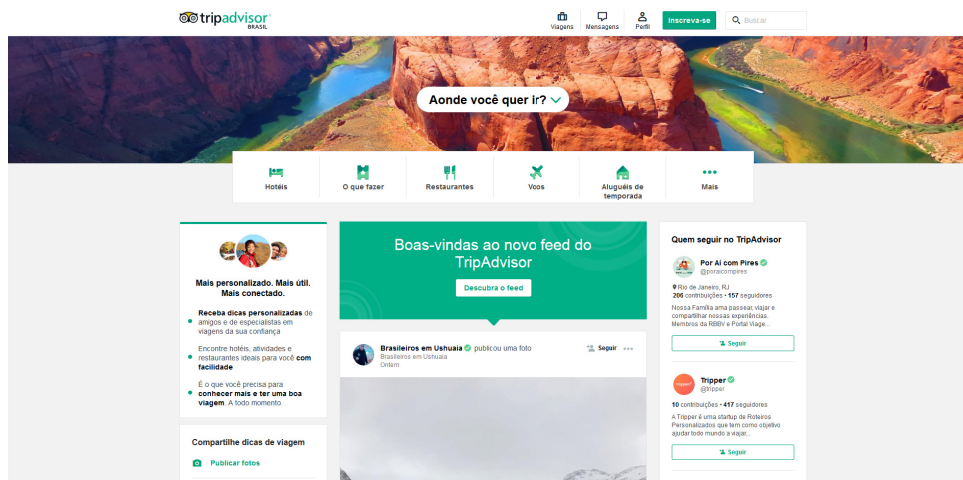 tripadvisor
BRASIL
Viagens
Mensagens
Perfil
Inscreva-se
Buscar
Aonde você quer ir?
Hotéis
O que fazer
Restaurantes
Voos
Aluguéis de
temporada
Mais
Mais personalizado. Mais útil.
Mais conectado.
Receba dicas personalizadas de
amigos e de especialistas em
viagens da sua confiança
Encontre hotéis, atividades e
restaurantes ideais para você com
facilidade
É o que você precisa para
conhecer mais e ter uma boa
viagem. A todo momento.
Compartilhe dicas de viagem
Publicar fotos
Boas-vindas ao novo feed do
TripAdvisor
Descubra o feed
Brasileiros em Ushuaia publicou uma foto
Brasileiros em Ushuaia
Ontem
Seguir
Quem seguir no TripAdvisor
Por Ai com Pires
@poraicompires
Rio de Janeiro, RJ
206 contribuições • 157 seguidores
Nossa Família ama passear, viajar e
compartilhar nossas experiências.
Membros da RBBV e Portal Viage...
Seguir
Tripper
@tripper
10 contribuições • 417 seguidores
A Tripper é uma startup de Roteiros
Personalizados que tem como objetivo
ajudar todo mundo a viajar...
Seguir